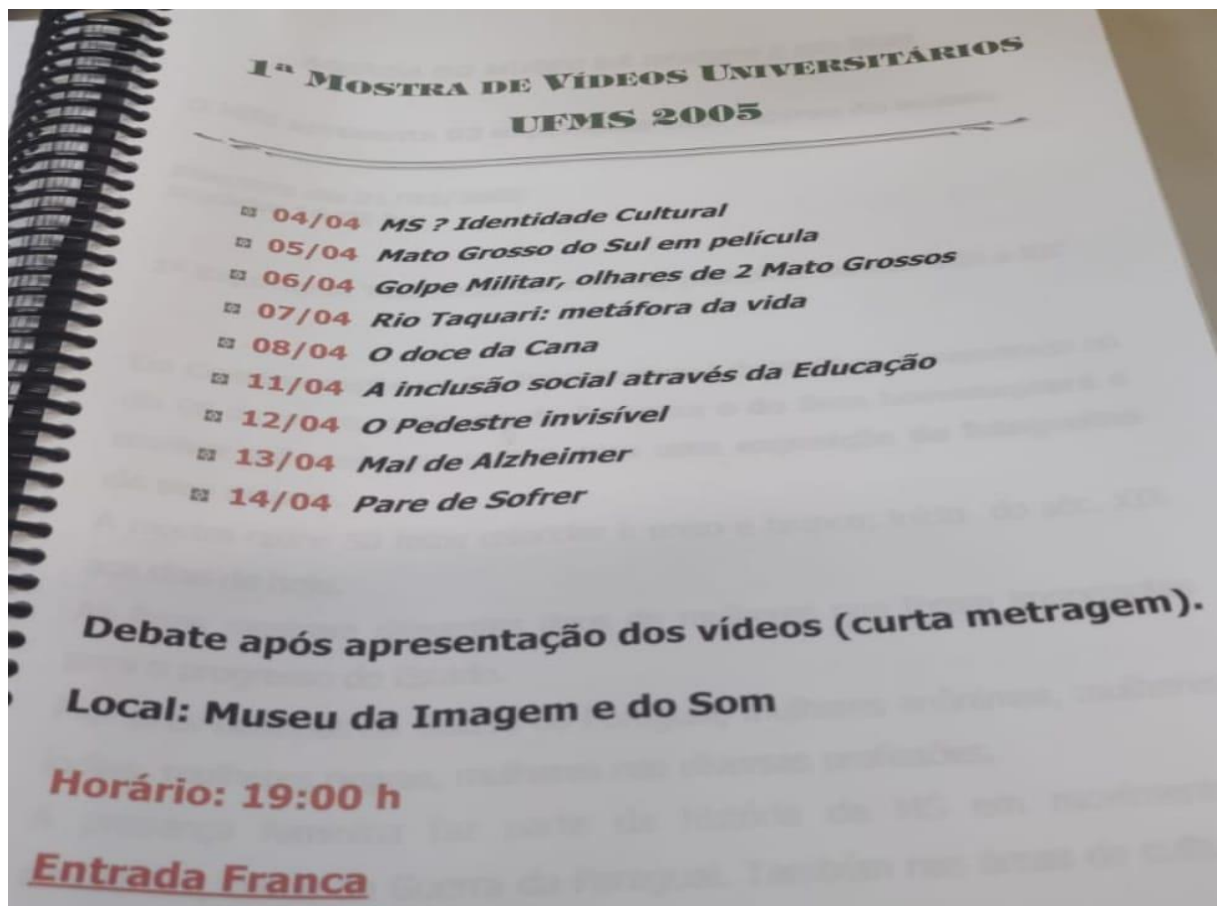 1ª MOSTRA DE VÍDEOS UNIVERSITÁRIOS
UFMS 2005
04/04 MS ? Identidade Cultural
05/04 Mato Grosso do Sul em película
06/04 Golpe Militar, olhares de 2 Mato Grossos
07/04 Rio Taquari: metáfora da vida
08/04 O doce da Cana
11/04 A inclusão social através da Educação
12/04 O Pedestre invisível
13/04 Mal de Alzheimer
14/04 Pare de Sofrer
Debate após apresentação dos vídeos (curta metragem).
Local: Museu da Imagem e do Som
Horário: 19:00 h
Entrada Franca